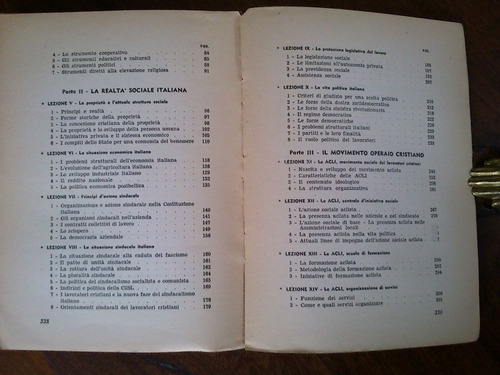 PAG.
4 - Lo strumento cooperativo 84
5 - Gli strumenti educativi e culturali
6 - Gli strumenti politici
7 - Strumenti diretti alla elevazione religiosa 91
Parte II - LA REALTA' SOCIALE ITALIANA
* LEZIONE V - La proprietà e l'attuale struttura sociale
1 - Principi e realtà
2 - Forme storiche della proprietà
3 - La concezione cristiana della proprietà
4 - La proprietà e lo sviluppo della persona umana
5 - L'iniziativa privata e il sistema economico
6 - I compiti dello Stato per una economia del benessere 110
* LEZIONE VI - La situazione economica italiana
1 - I problemi strutturali dell'economia italiana 118
2 - L'evoluzione dell'agricoltura italiana
3 - Lo sviluppo industriale italiano
4 - Il reddito nazionale
5 - La politica economica postbellica
* LEZIONE VII - Principi d'azione sindacale
1 - Organizzazione e azione sindacale nella Costituzione
Italiana
2 - Gli organismi sindacali nell'azienda
3 - I contratti collettivi di lavoro
4 - Lo sciopero
5 - La democrazia aziendale
* LEZIONE VIII - La situazione sindacale italiana
1 - La situazione sindacale alla caduta del fascismo 160
2 - Il patto di unità sindacale 161
3 - La rottura dell'unità sindacale
4 - La pluralità sindacale
5 - La politica del sindacalismo socialista e comunista
6 - Indirizzi e politica della CISL
7 - I lavoratori cristiani e la nuova fase del sindacalismo
italiano 178
8 - Orientamenti sindacali dei lavoratori cristiani 179
338
PAG.
* LEZIONE IX - La protezione legislativa del lavoro
1 - La legislazione sociale
2 - Le limitazioni all'autonomia privata
3 - La previdenza sociale
4 - Assistenza sociale
* LEZIONE X - La vita politica italiana
1 - Criteri di giudizio per una scelta politica
2 - Le forze della destra antidemocratica
3 - Le forze della sinistra rivoluzionaria
4 - Il regime democratico
5 - Le forze democratiche
6 - I problemi strutturali italiani
7 - I partiti e le loro finalità
8 - Il ruolo politico dei lavoratori
Parte III - IL MOVIMENTO OPERAIO CRISTIANO
* LEZIONE XI - Le ACLI, movimento sociale dei lavoratori cristiani
1 - Nascita e sviluppo del movimento aclista
2 - Caratteristiche delle ACLI
3 - Il contenuto ideologico
4 - La struttura organizzativa
* LEZIONE XII - Le ACLI, centrale d'iniziativa sociale
1 - L'azione sociale aclista
2 - La presenza aclista nelle aziende e nel sindacato
3 - L'azione sociale di base - La presenza aclista nelle
Amministrazioni locali
4 - La presenza aclista nella vita politica
5 - Attuali linee di impegno dell'azione sociale aclista
LEZIONE XIII - Le ACLI, scuola di formazione
1 - La formazione aclista
2 - Metodologia della formazione aclista
3 - Iniziative di formazione aclista
* LEZIONE XIV - Le ACLI, organizzazione di servizi
1 - Funzione dei servizi
2 - Come e quali servizi organizzare